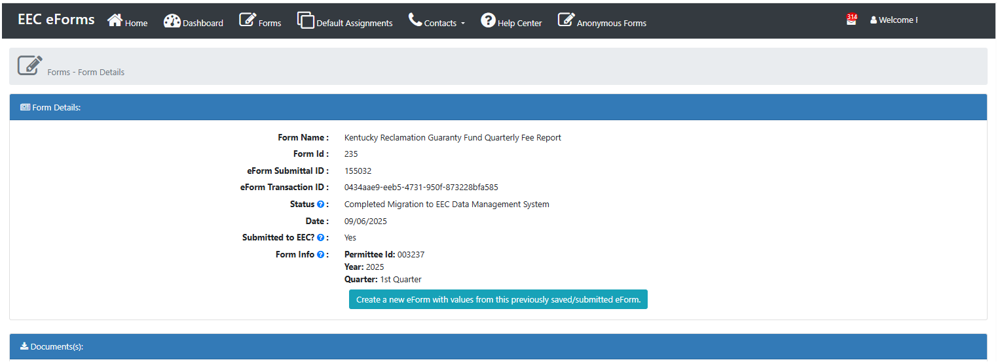 EEC eForms Home Dashboard Forms Default Assignments Contacts Help Center Anonymous Forms 314 Welcome
Forms - Form Details
Form Details:
Form Name : Kentucky Reclamation Guaranty Fund Quarterly Fee Report
Form Id : 235
eForm Submittal ID : 155032
eForm Transaction ID : 0434aae9-eeb5-4731-950f-873228bfa585
Status ? : Completed Migration to EEC Data Management System
Date : 09/06/2025
Submitted to EEC? ? : Yes
Form Info ? : Permittee Id: 003237
Year: 2025
Quarter: 1st Quarter
Create a new eForm with values from this previously saved/submitted eForm.
Documents(s):